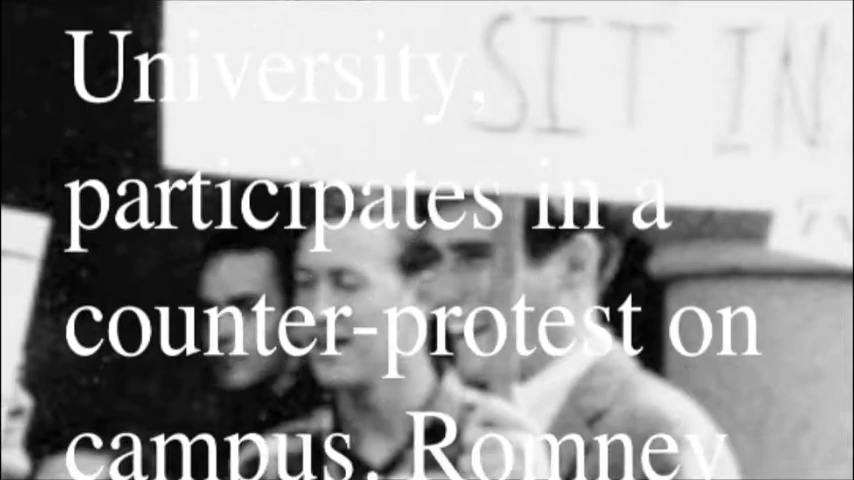 SIT IN
University,
participates in a
counter-protest on
campus. Romney